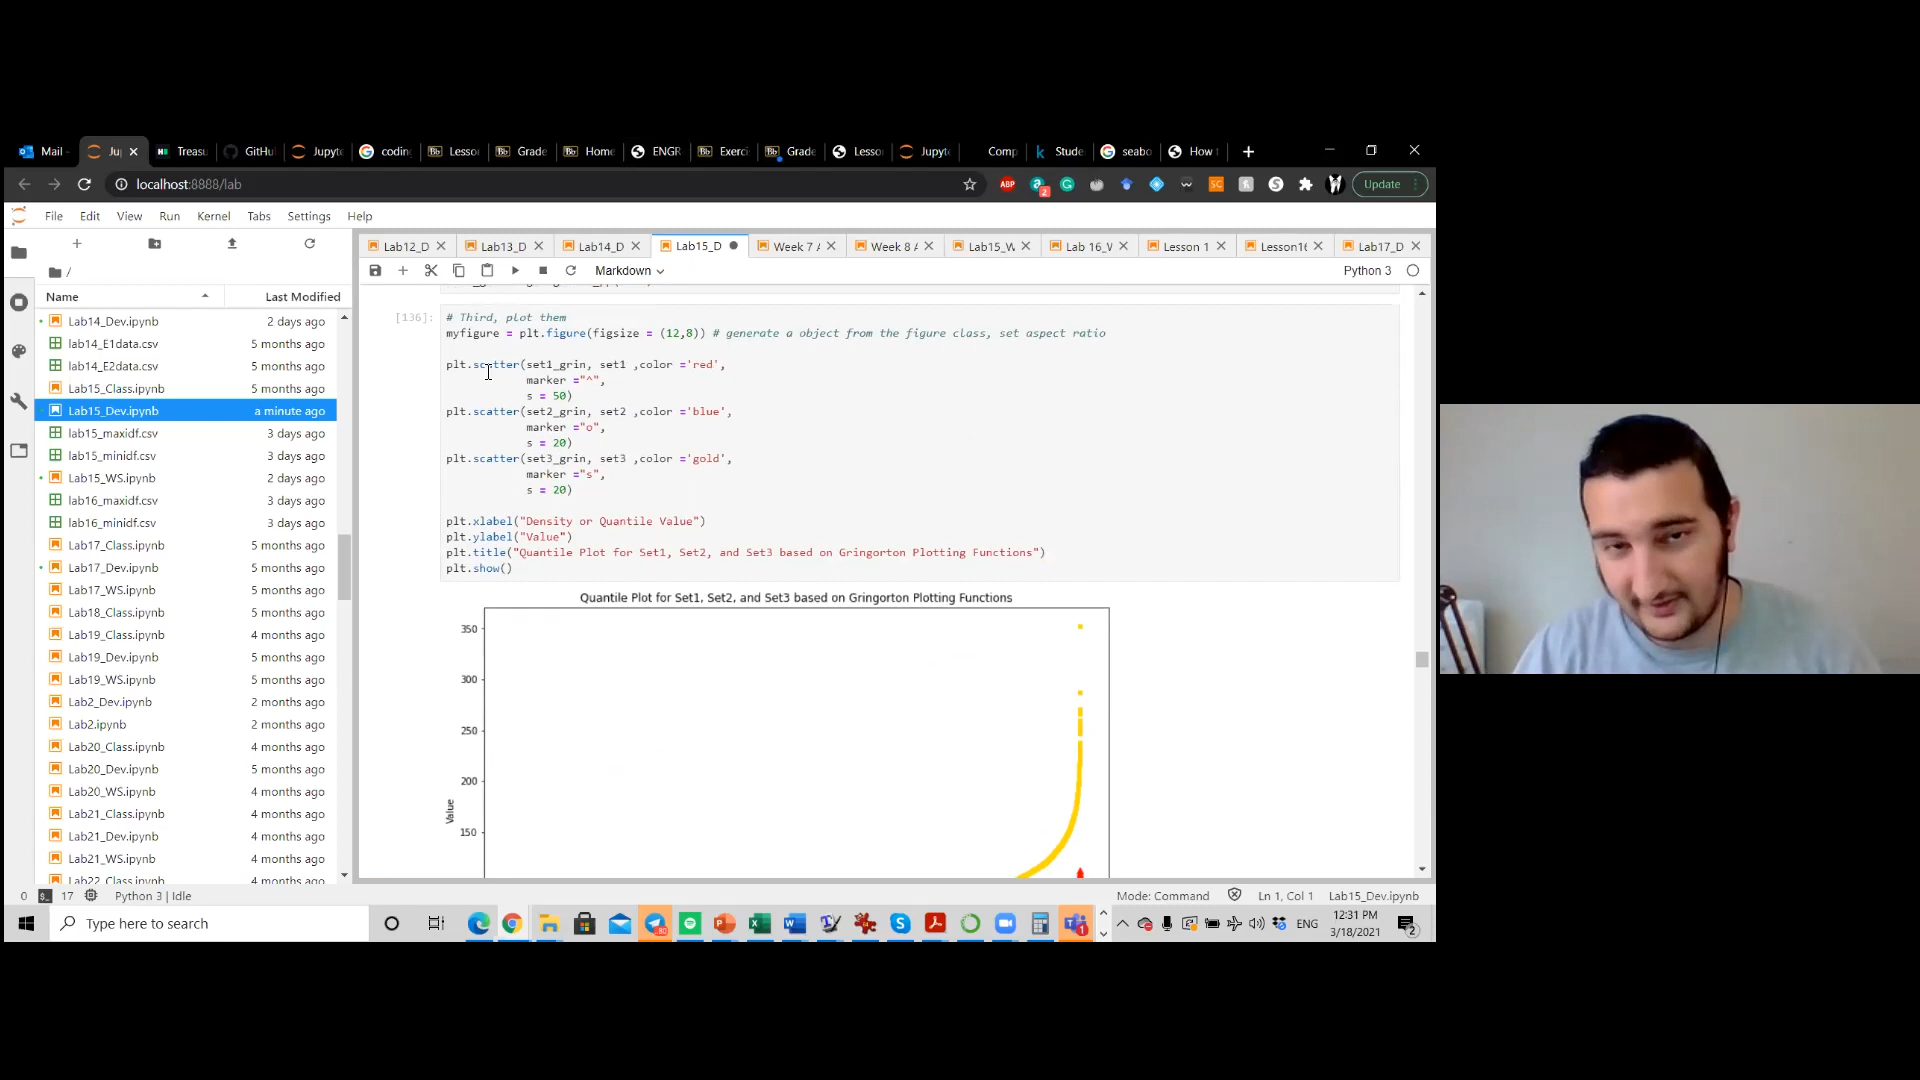 Mail
Ju
Treasu
GitHu
Jupyte
codin
Lesso
Grade
Home
ENGR
Exerci
Grade
Lesso
Jupyte
Comp
Stude
seabo
How t
localhost:8888/lab
ABP
2
SC
Update
File Edit View Run Kernel Tabs Settings Help
Lab12_D
Lab13_D
Lab14_D
Lab15_D
Week 7 A
Week 8 A
Lab15_W
Lab 16_V
Lesson 1
Lesson16
Lab17_D
Markdown
Python 3
/
Name Last Modified
Lab14_Dev.ipynb 2 days ago
lab14_E1data.csv 5 months ago
lab14_E2data.csv 5 months ago
Lab15_Class.ipynb 5 months ago
Lab15_Dev.ipynb a minute ago
lab15_maxidf.csv 3 days ago
lab15_minidf.csv 3 days ago
Lab15_WS.ipynb 2 days ago
lab16_maxidf.csv 3 days ago
lab16_minidf.csv 3 days ago
Lab17_Class.ipynb 5 months ago
Lab17_Dev.ipynb 5 months ago
Lab17_WS.ipynb 5 months ago
Lab18_Class.ipynb 5 months ago
Lab19_Class.ipynb 4 months ago
Lab19_Dev.ipynb 5 months ago
Lab19_WS.ipynb 5 months ago
Lab2_Dev.ipynb 2 months ago
Lab2.ipynb 2 months ago
Lab20_Class.ipynb 4 months ago
Lab20_Dev.ipynb 5 months ago
Lab20_WS.ipynb 4 months ago
Lab21_Class.ipynb 4 months ago
Lab21_Dev.ipynb 4 months ago
Lab21_WS.ipynb 4 months ago
Lab22_Class.ipynb 4 months ago
[136]:
# Third, plot them
myfigure = plt.figure(figsize = (12,8)) # generate a object from the figure class, set aspect ratio
plt.scatter(set1_grin, set1 ,color ='red',
marker ="^",
s = 50)
plt.scatter(set2_grin, set2 ,color ='blue',
marker ="o",
s = 20)
plt.scatter(set3_grin, set3 ,color ='gold',
marker ="s",
s = 20)
plt.xlabel("Density or Quantile Value")
plt.ylabel("Value")
plt.title("Quantile Plot for Set1, Set2, and Set3 based on Gringorton Plotting Functions")
plt.show()
Quantile Plot for Set1, Set2, and Set3 based on Gringorton Plotting Functions
350
300
250
200
150
Value
0 17 Python 3 | Idle
Mode: Command Ln 1, Col 1 Lab15_Dev.ipynb
Type here to search
80
1
ENG
12:31 PM
3/18/2021
2